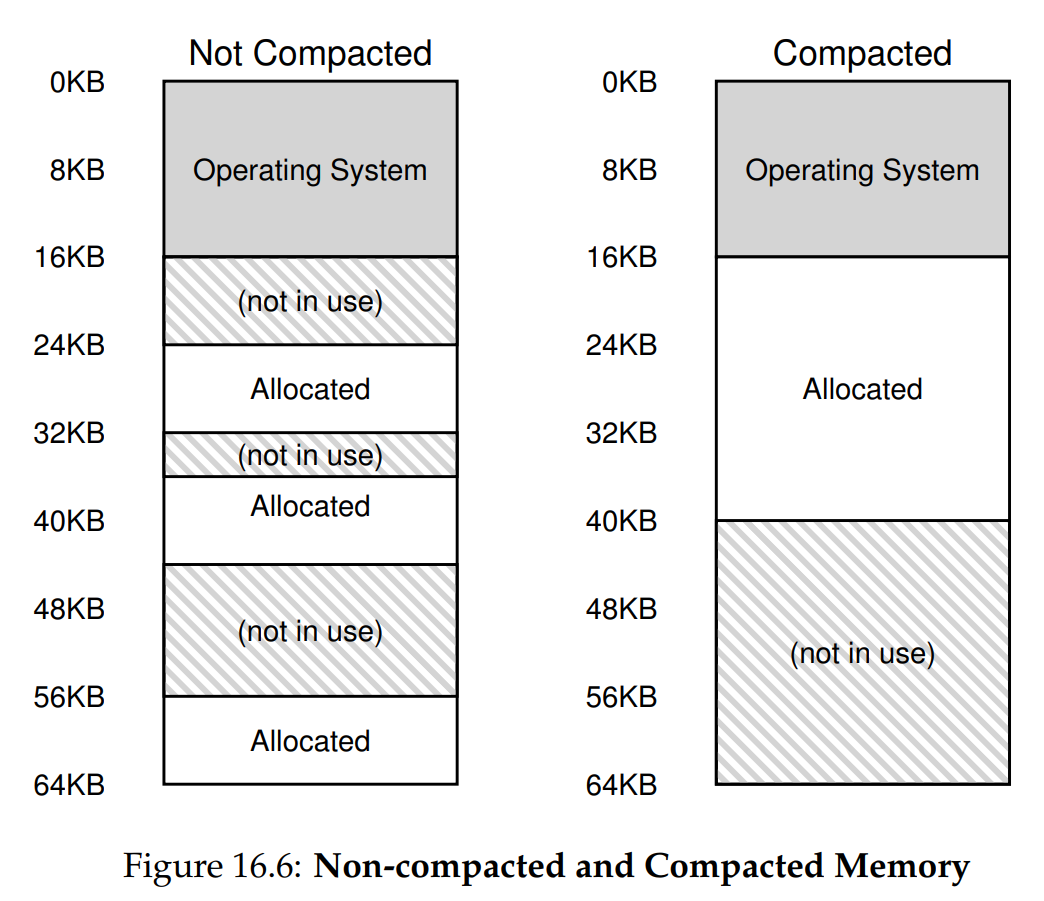 Not Compacted
0KB
8KB
Operating System
16KB
(not in use)
24KB
Allocated
32KB
(not in use)
Allocated
40KB
48KB
(not in use)
56KB
Allocated
64KB
Compacted
0KB
8KB
Operating System
16KB
24KB
Allocated
32KB
40KB
48KB
(not in use)
56KB
64KB
Figure 16.6: Non-compacted and Compacted Memory